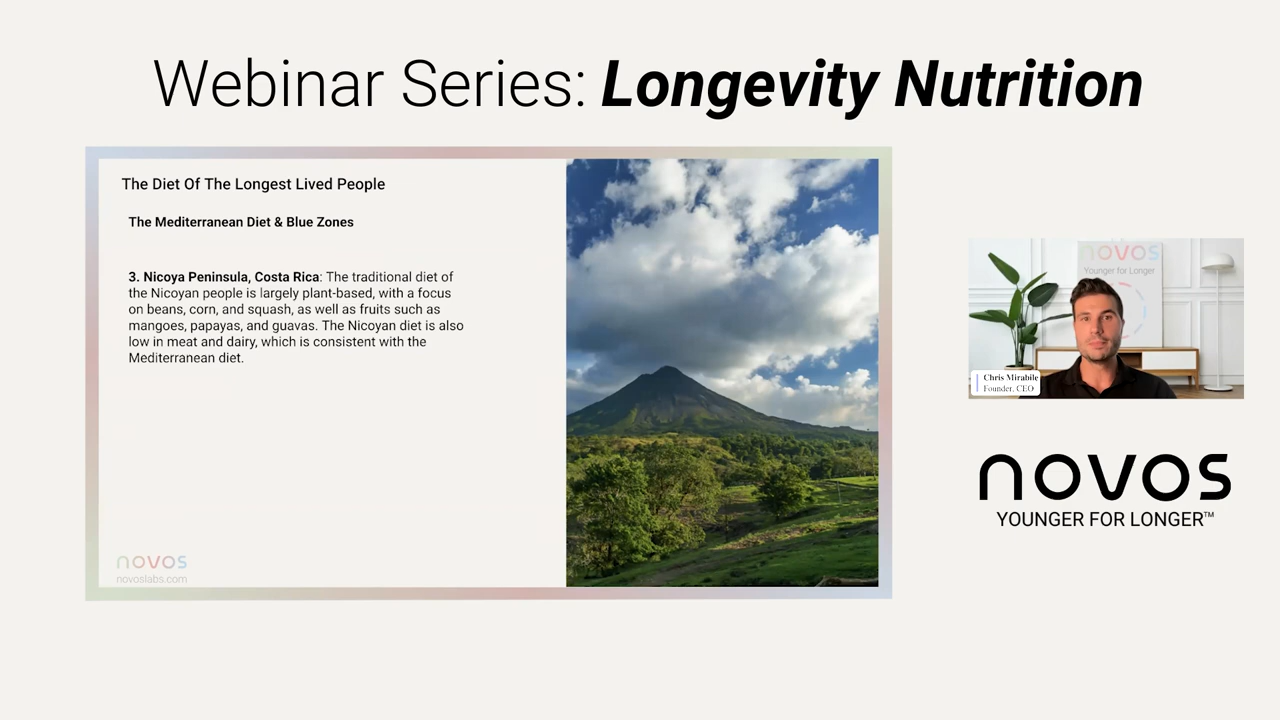 Webinar Series: Longevity Nutrition
The Diet Of The Longest Lived People
The Mediterranean Diet & Blue Zones
3. Nicoya Peninsula, Costa Rica: The traditional diet of
the Nicoyan people is largely plant-based, with a focus
on beans, corn, and squash, as well as fruits such as
mangoes, papayas, and guavas. The Nicoyan diet is also
low in meat and dairy, which is consistent with the
Mediterranean diet.
novos
novoslabs.com
novos
Younger for Longer
Chris Mirabile
Founder, CEO
novos
YOUNGER FOR LONGER™